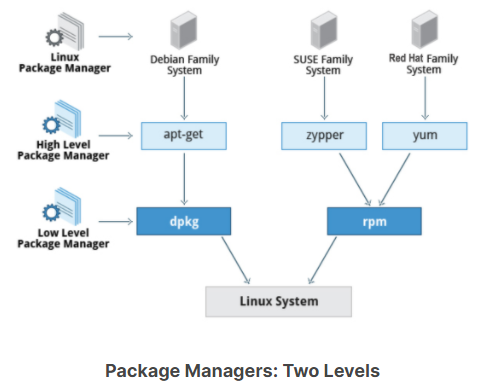 Linux
Package Manager
Debian Family
System
SUSE Family
System
Red Hat Family
System
High Level
Package Manager
apt-get
zypper
yum
Low Level
Package Manager
dpkg
rpm
Linux System
Package Managers: Two Levels